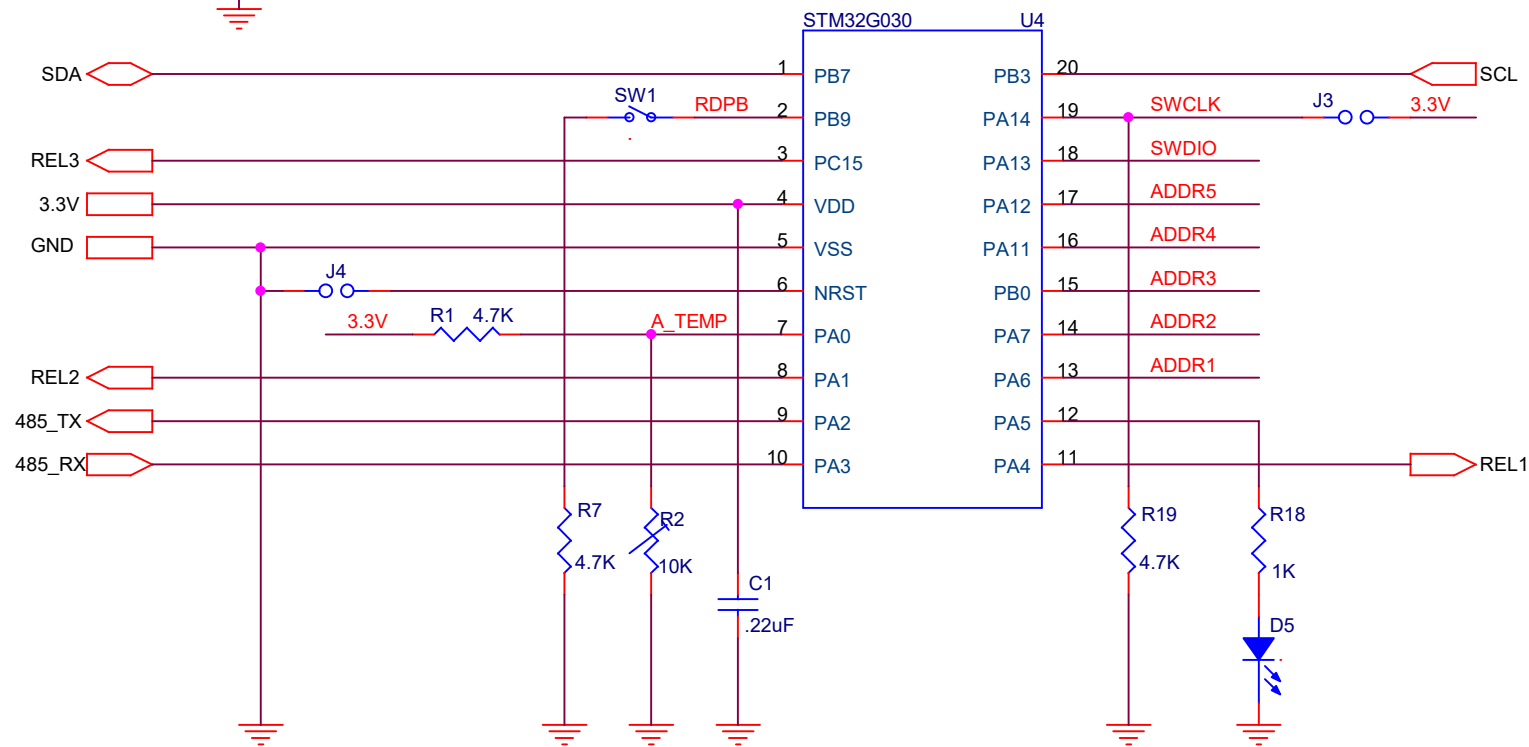 STM32G030 U4
SDA 1 PB7 PB3 20 SCL
SW1 RDPB 2 PB9 PA14 19 SWCLK J3 3.3V
REL3 3 PC15 PA13 18 SWDIO
3.3V 4 VDD PA12 17 ADDR5
GND 5 VSS PA11 16 ADDR4
J4 6 NRST PB0 15 ADDR3
3.3V R1 4.7K A_TEMP 7 PA0 PA7 14 ADDR2
REL2 8 PA1 PA6 13 ADDR1
485_TX 9 PA2 PA5 12
485_RX 10 PA3 PA4 11 REL1
R7 R2 R19 R18
4.7K 10K 4.7K 1K
C1
.22uF D5